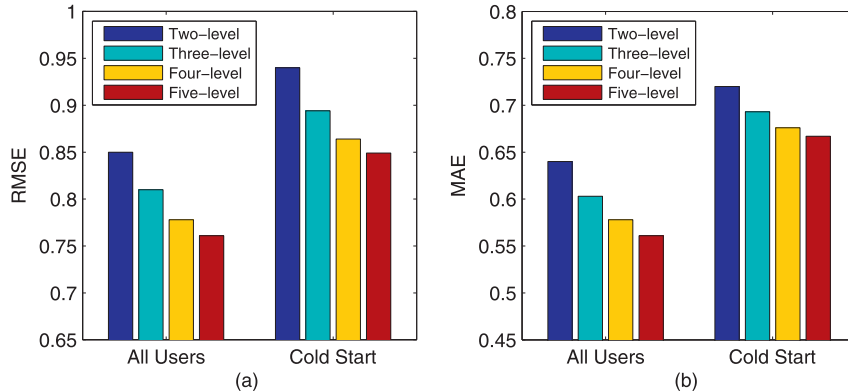 1
0.95
0.9
0.85
0.8
0.75
0.7
0.65
RMSE
Two-level
Three-level
Four-level
Five-level
All Users
Cold Start
(a)
0.8
0.75
0.7
0.65
0.6
0.55
0.5
0.45
MAE
Two-level
Three-level
Four-level
Five-level
All Users
Cold Start
(b)